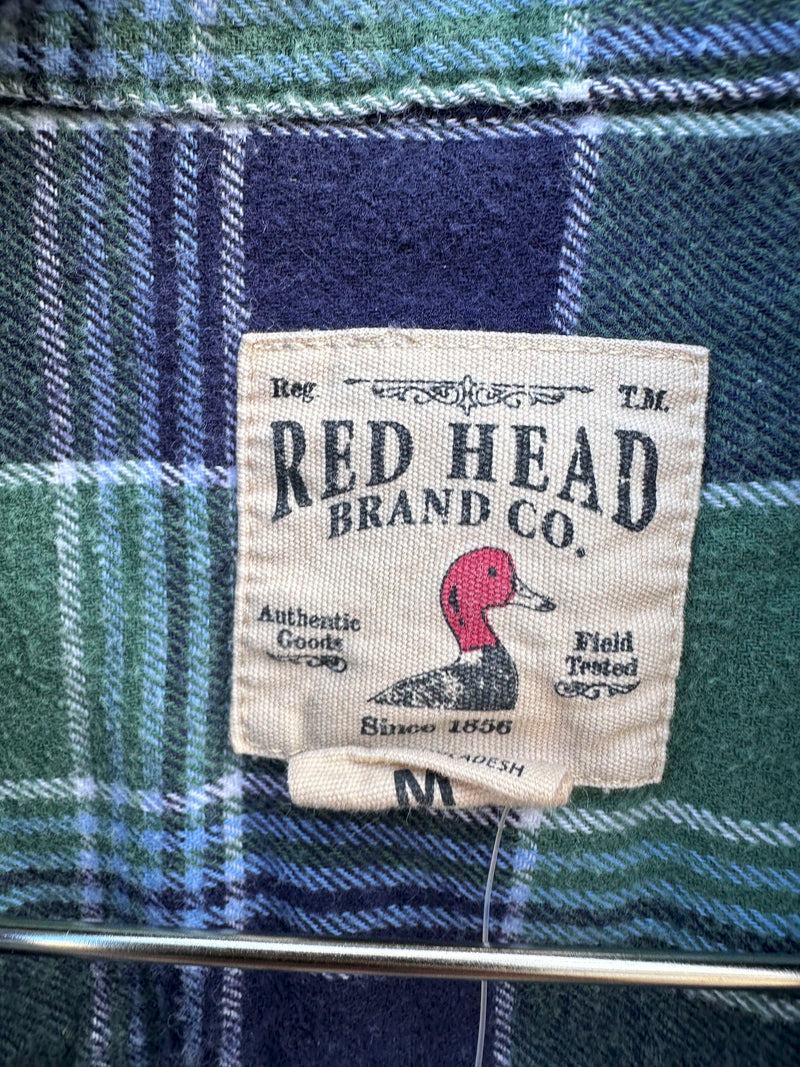 Reg T.M.
RED HEAD
BRAND CO.
Authentic
Goods
Field
Tested
Since 1856
M